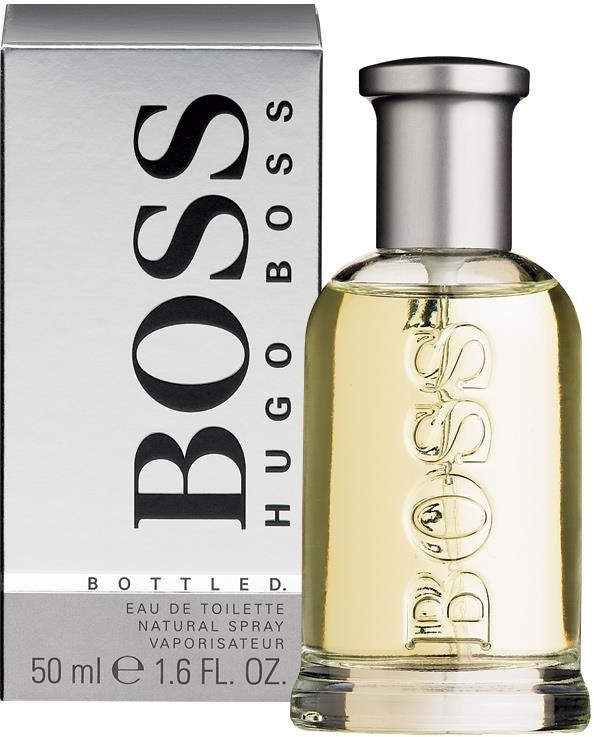 BOSS
HUGO BOSS
BOTTLED.
EAU DE TOILETTE
NATURAL SPRAY
VAPORISATEUR
50 ml ℮ 1.6 FL. OZ.
BOSS